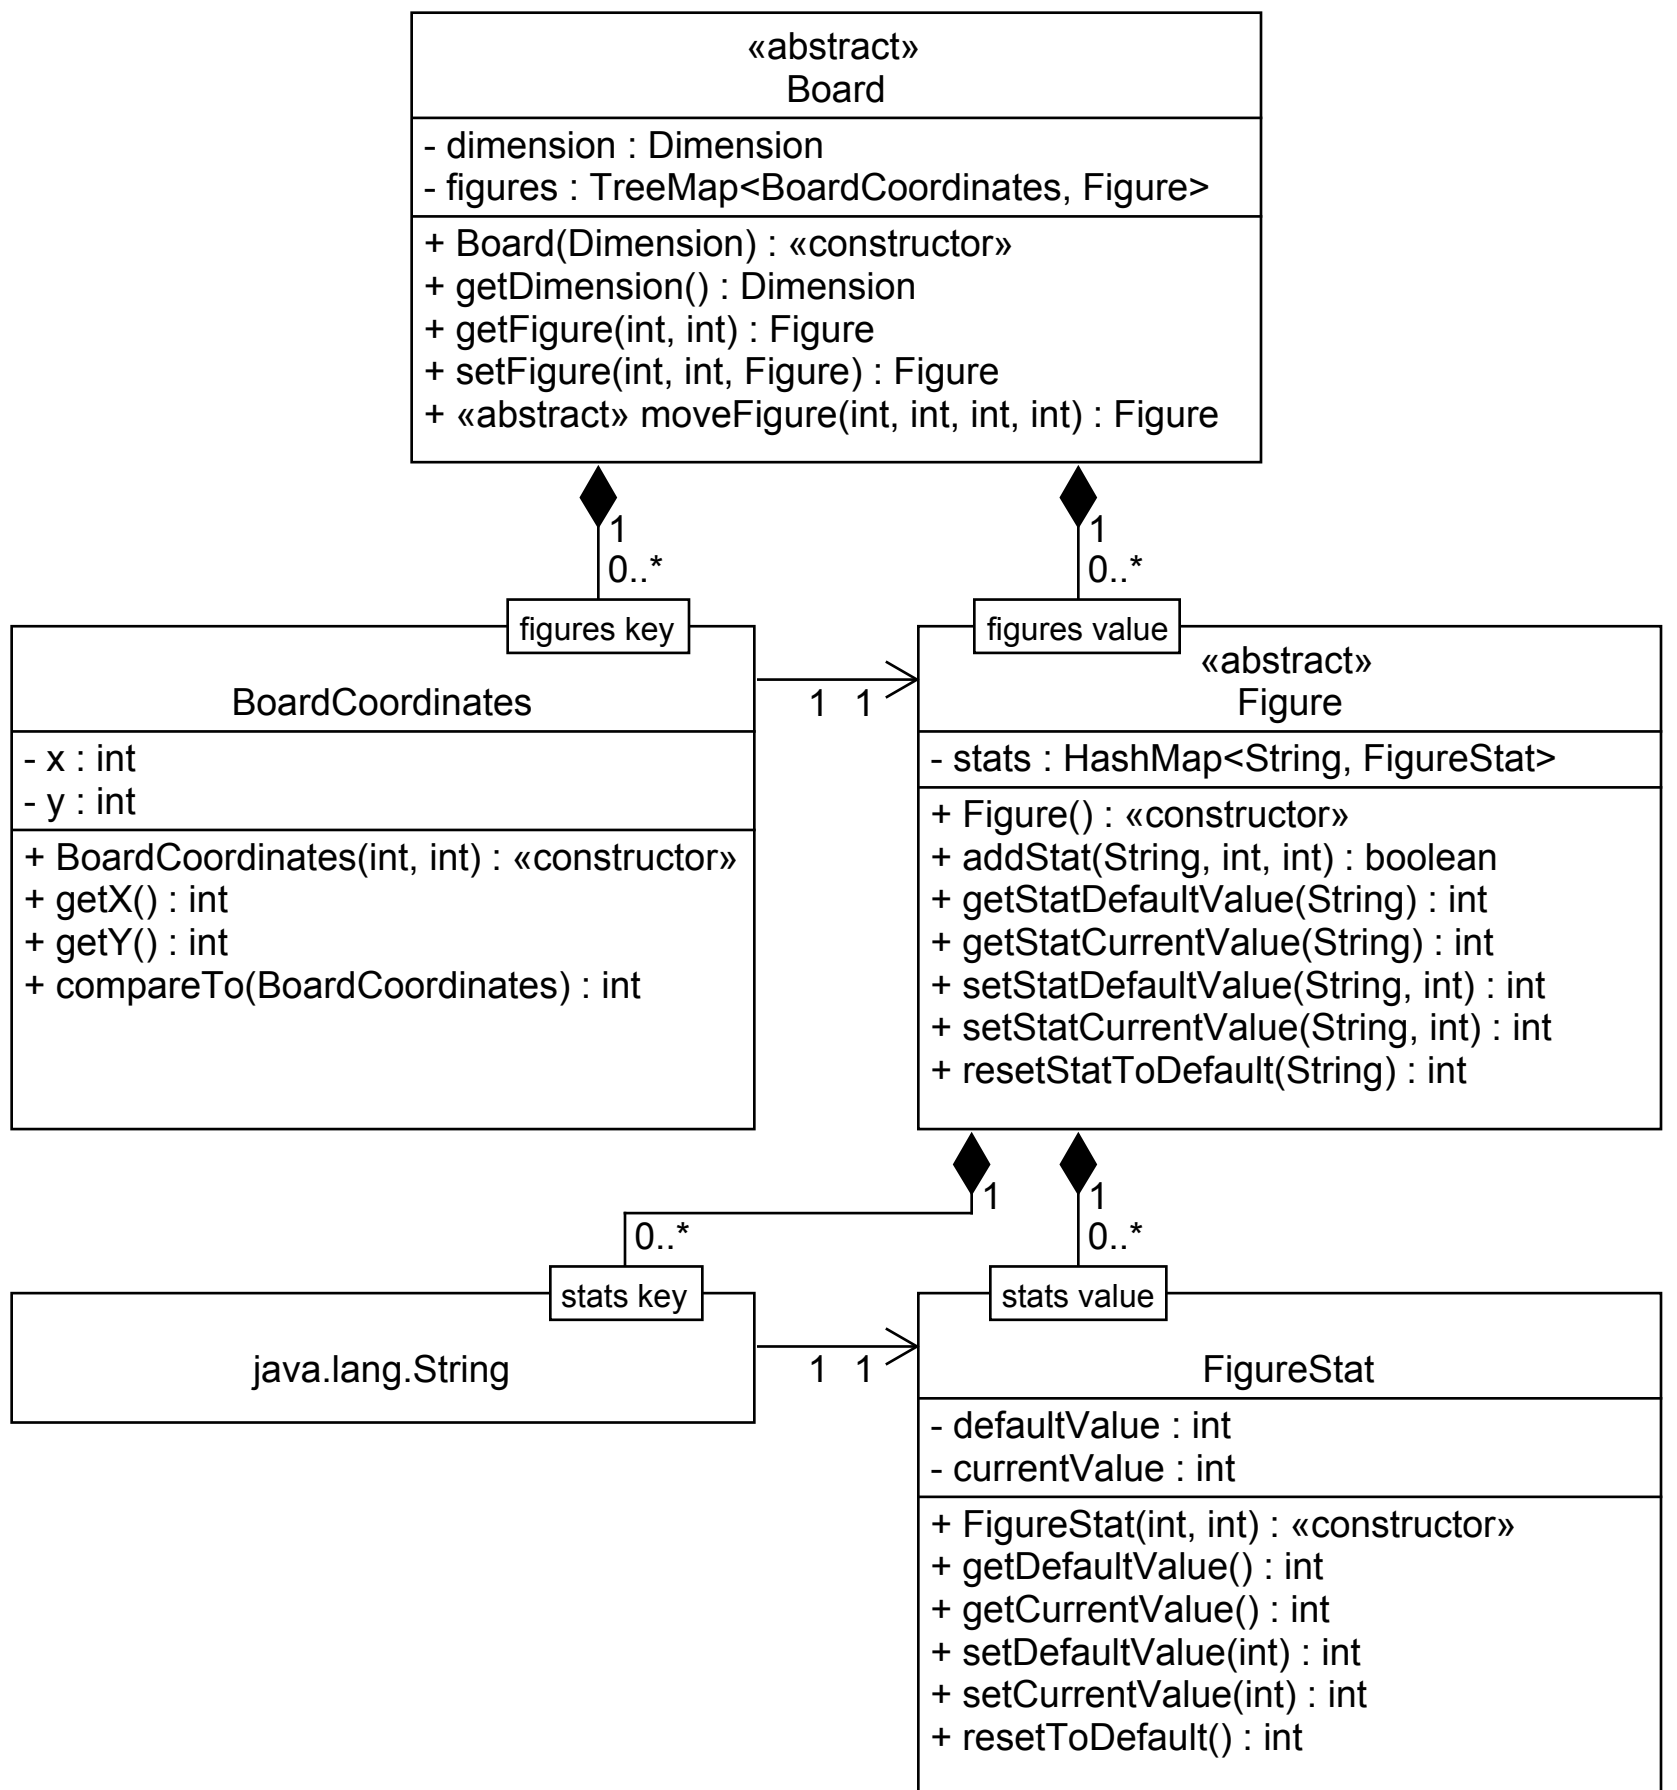 «abstract»
Board
- dimension : Dimension
- figures : TreeMap<BoardCoordinates, Figure>
+ Board(Dimension) : «constructor»
+ getDimension() : Dimension
+ getFigure(int, int) : Figure
+ setFigure(int, int, Figure) : Figure
+ «abstract» moveFigure(int, int, int, int) : Figure
1
0..*
1
0..*
figures key
BoardCoordinates
- x : int
- y : int
+ BoardCoordinates(int, int) : «constructor»
+ getX() : int
+ getY() : int
+ compareTo(BoardCoordinates) : int
1 1
figures value
«abstract»
Figure
- stats : HashMap<String, FigureStat>
+ Figure() : «constructor»
+ addStat(String, int, int) : boolean
+ getStatDefaultValue(String) : int
+ getStatCurrentValue(String) : int
+ setStatDefaultValue(String, int) : int
+ setStatCurrentValue(String, int) : int
+ resetStatToDefault(String) : int
1
0..*
1
0..*
stats key
java.lang.String
1 1
stats value
FigureStat
- defaultValue : int
- currentValue : int
+ FigureStat(int, int) : «constructor»
+ getDefaultValue() : int
+ getCurrentValue() : int
+ setDefaultValue(int) : int
+ setCurrentValue(int) : int
+ resetToDefault() : int